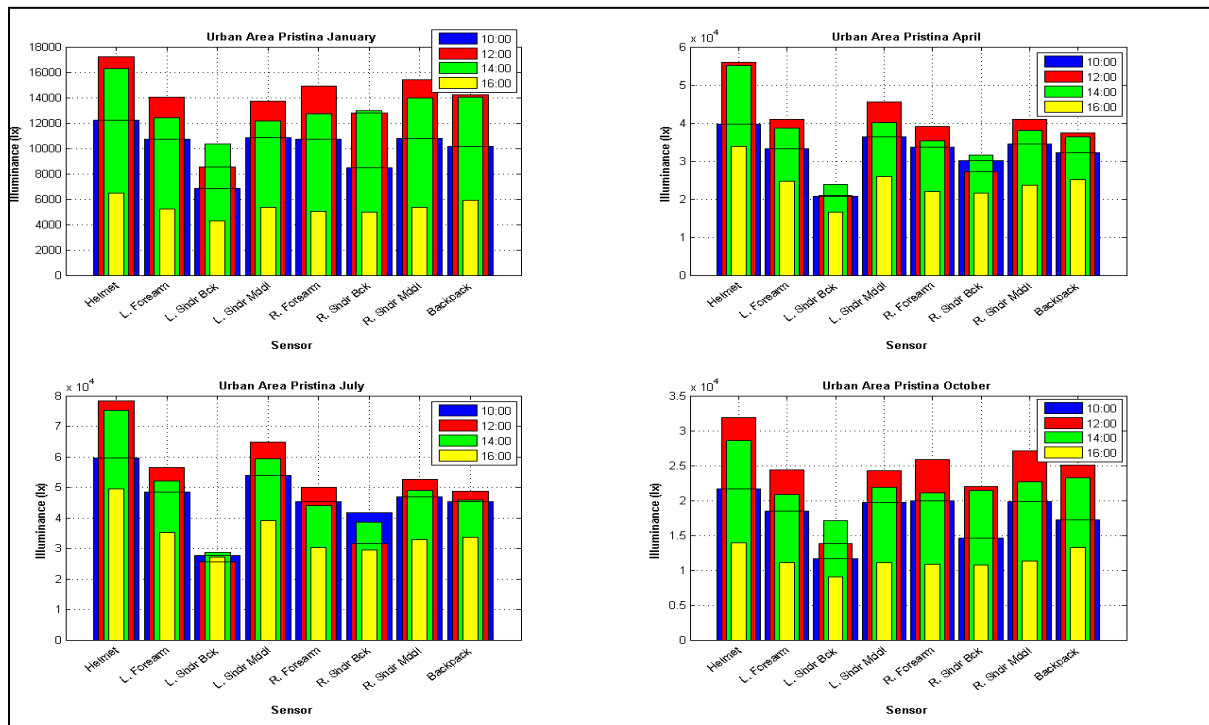 Urban Area Pristina January
Illuminance (lx)
18000
16000
14000
12000
10000
8000
6000
4000
2000
0
10:00
12:00
14:00
16:00
Helmet
L. Forearm
L. Shdr Bck
L. Shdr Mddl
R. Forearm
R. Shdr Bck
R. Shdr Mddl
Backpack
Sensor
Urban Area Pristina April
x 10⁴
Illuminance (lx)
6
5
4
3
2
1
0
10:00
12:00
14:00
16:00
Helmet
L. Forearm
L. Shdr Bck
L. Shdr Mddl
R. Forearm
R. Shdr Bck
R. Shdr Mddl
Backpack
Sensor
Urban Area Pristina July
x 10⁴
Illuminance (lx)
8
7
6
5
4
3
2
1
0
10:00
12:00
14:00
16:00
Helmet
L. Forearm
L. Shdr Bck
L. Shdr Mddl
R. Forearm
R. Shdr Bck
R. Shdr Mddl
Backpack
Sensor
Urban Area Pristina October
x 10⁴
Illuminance (lx)
3.5
3
2.5
2
1.5
1
0.5
0
10:00
12:00
14:00
16:00
Helmet
L. Forearm
L. Shdr Bck
L. Shdr Mddl
R. Forearm
R. Shdr Bck
R. Shdr Mddl
Backpack
Sensor